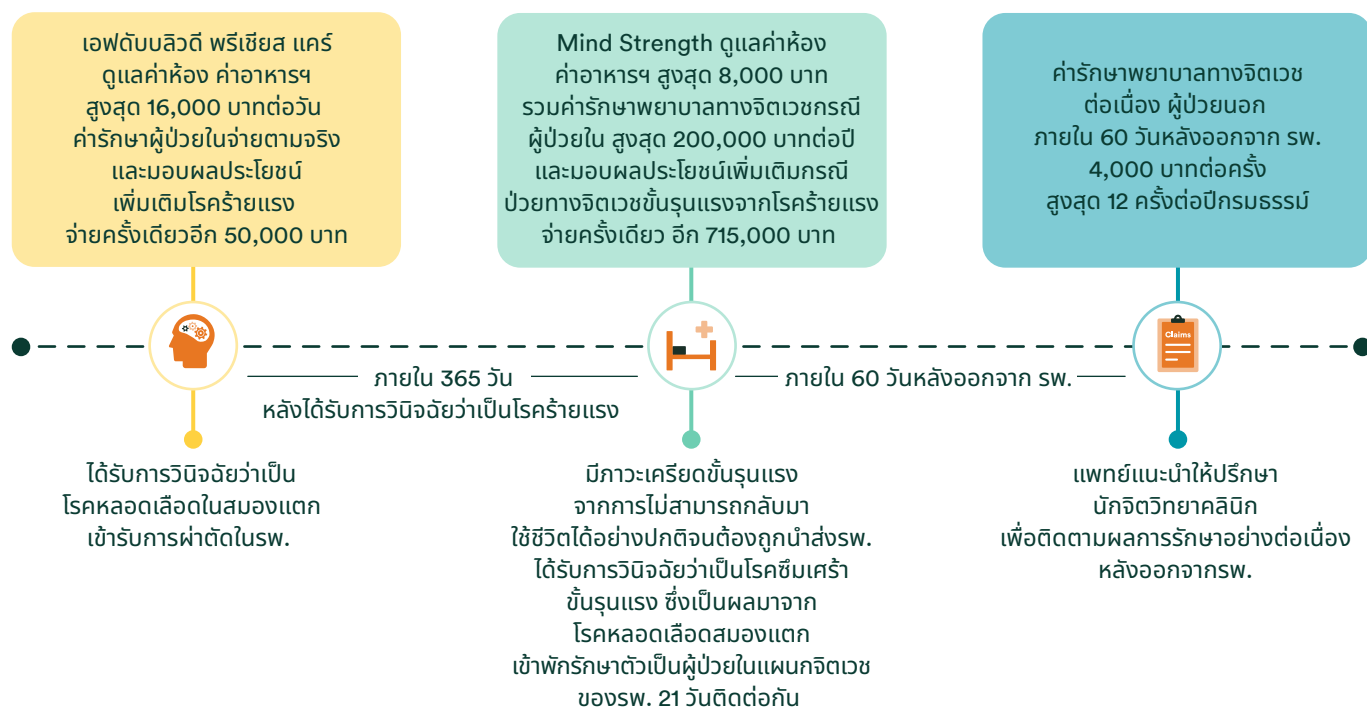 เอฟดับบลิวดี พรีเชียส แคร์
ดูแลค่าห้อง ค่าอาหารฯ
สูงสุด 16,000 บาทต่อวัน
ค่ารักษาผู้ป่วยในจ่ายตามจริง
และมอบผลประโยชน์
เพิ่มเติมโรคร้ายแรง
จ่ายครั้งเดียวอีก 50,000 บาท
Mind Strength ดูแลค่าห้อง
ค่าอาหารฯ สูงสุด 8,000 บาท
รวมค่ารักษาพยาบาลทางจิตเวชกรณี
ผู้ป่วยใน สูงสุด 200,000 บาทต่อปี
และมอบผลประโยชน์เพิ่มเติมกรณี
ป่วยทางจิตเวชขั้นรุนแรงจากโรคร้ายแรง
จ่ายครั้งเดียว อีก 715,000 บาท
ค่ารักษาพยาบาลทางจิตเวช
ต่อเนื่อง ผู้ป่วยนอก
ภายใน 60 วันหลังออกจาก รพ.
4,000 บาทต่อครั้ง
สูงสุด 12 ครั้งต่อปีกรมธรรม์
Claims
ภายใน 365 วัน
หลังได้รับการวินิจฉัยว่าเป็นโรคร้ายแรง
ภายใน 60 วันหลังออกจาก รพ.
ได้รับการวินิจฉัยว่าเป็น
โรคหลอดเลือดในสมองแตก
เข้ารับการผ่าตัดในรพ.
มีภาวะเครียดขั้นรุนแรง
จากการไม่สามารถกลับมา
ใช้ชีวิตได้อย่างปกติจนต้องถูกนำส่งรพ.
ได้รับการวินิจฉัยว่าเป็นโรคซึมเศร้า
ขั้นรุนแรง ซึ่งเป็นผลมาจาก
โรคหลอดเลือดสมองแตก
เข้าพักรักษาตัวเป็นผู้ป่วยในแผนกจิตเวช
ของรพ. 21 วันติดต่อกัน
แพทย์แนะนำให้ปรึกษา
นักจิตวิทยาคลินิก
เพื่อติดตามผลการรักษาอย่างต่อเนื่อง
หลังออกจากรพ.